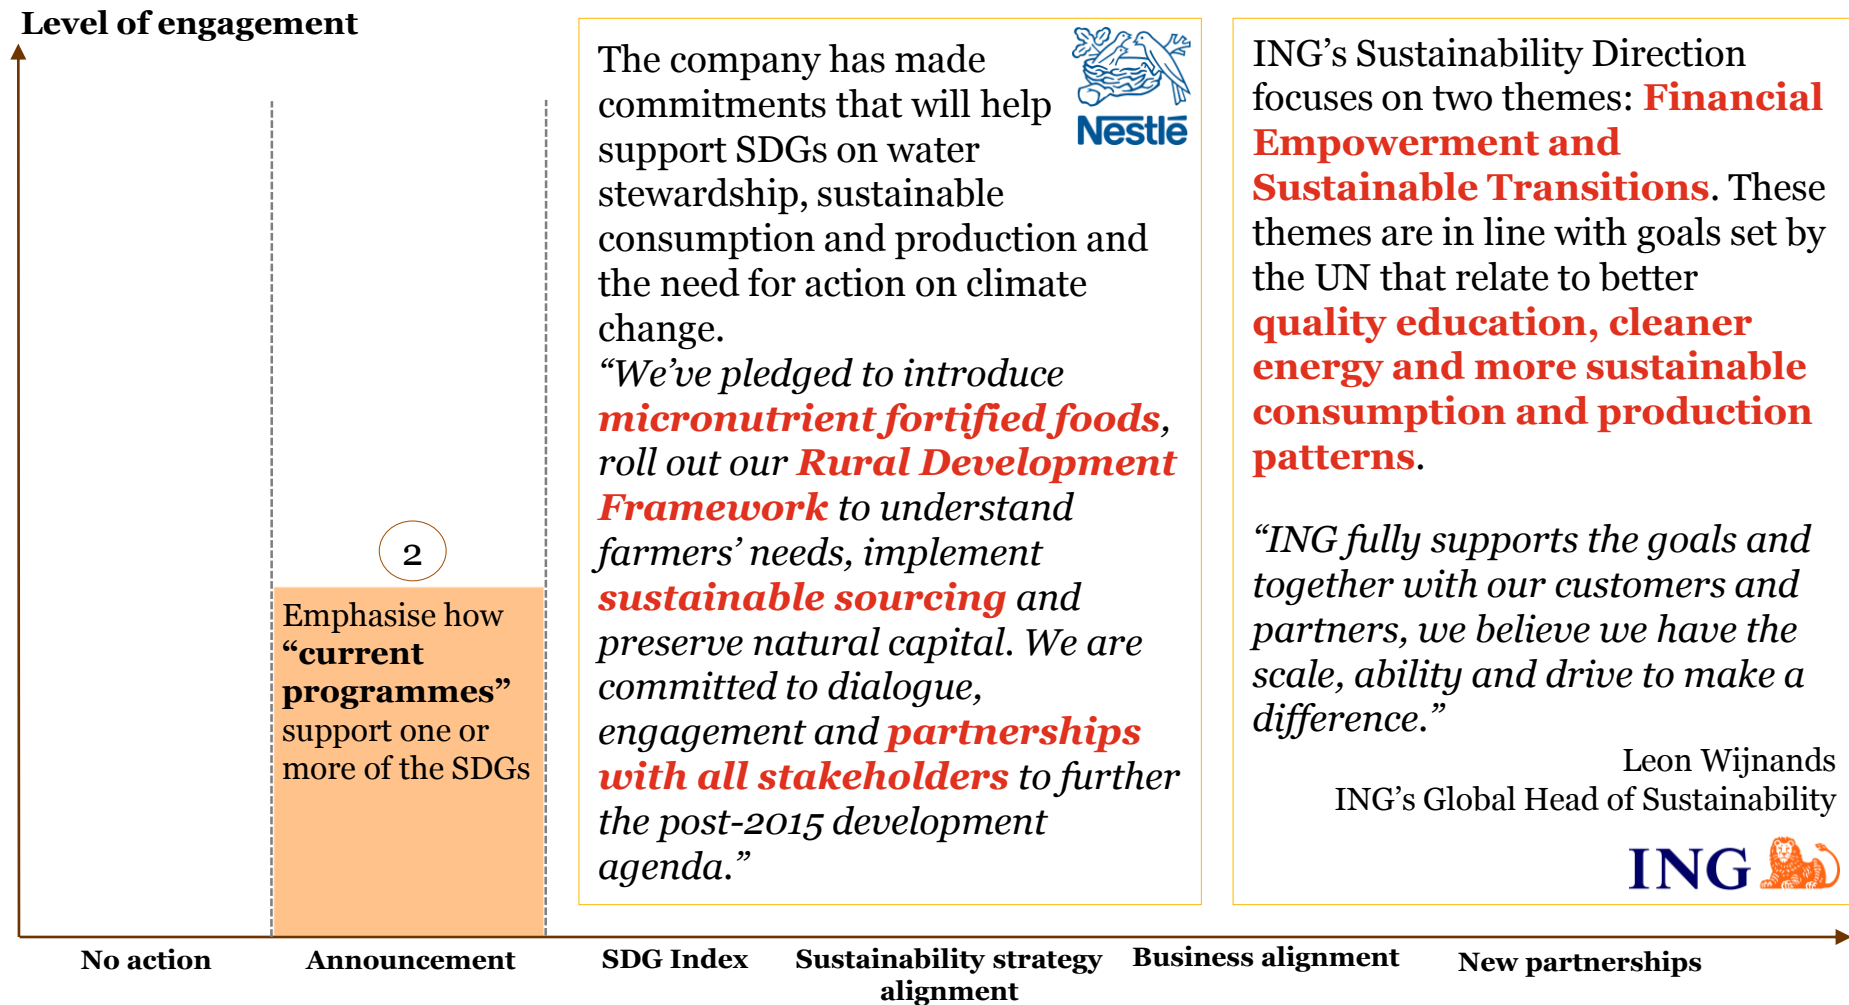 Level of engagement
2
Emphasise how
“current
programmes”
support one or
more of the SDGs
The company has made
commitments that will help
support SDGs on water
stewardship, sustainable
consumption and production and
the need for action on climate
change.
“We’ve pledged to introduce
micronutrient fortified foods,
roll out our Rural Development
Framework to understand
farmers’ needs, implement
sustainable sourcing and
preserve natural capital. We are
committed to dialogue,
engagement and partnerships
with all stakeholders to further
the post-2015 development
agenda.”
Nestlé
ING’s Sustainability Direction
focuses on two themes: Financial
Empowerment and
Sustainable Transitions. These
themes are in line with goals set by
the UN that relate to better
quality education, cleaner
energy and more sustainable
consumption and production
patterns.
“ING fully supports the goals and
together with our customers and
partners, we believe we have the
scale, ability and drive to make a
difference.”
Leon Wijnands
ING’s Global Head of Sustainability
ING
No action
Announcement
SDG Index
Sustainability strategy
alignment
Business alignment
New partnerships